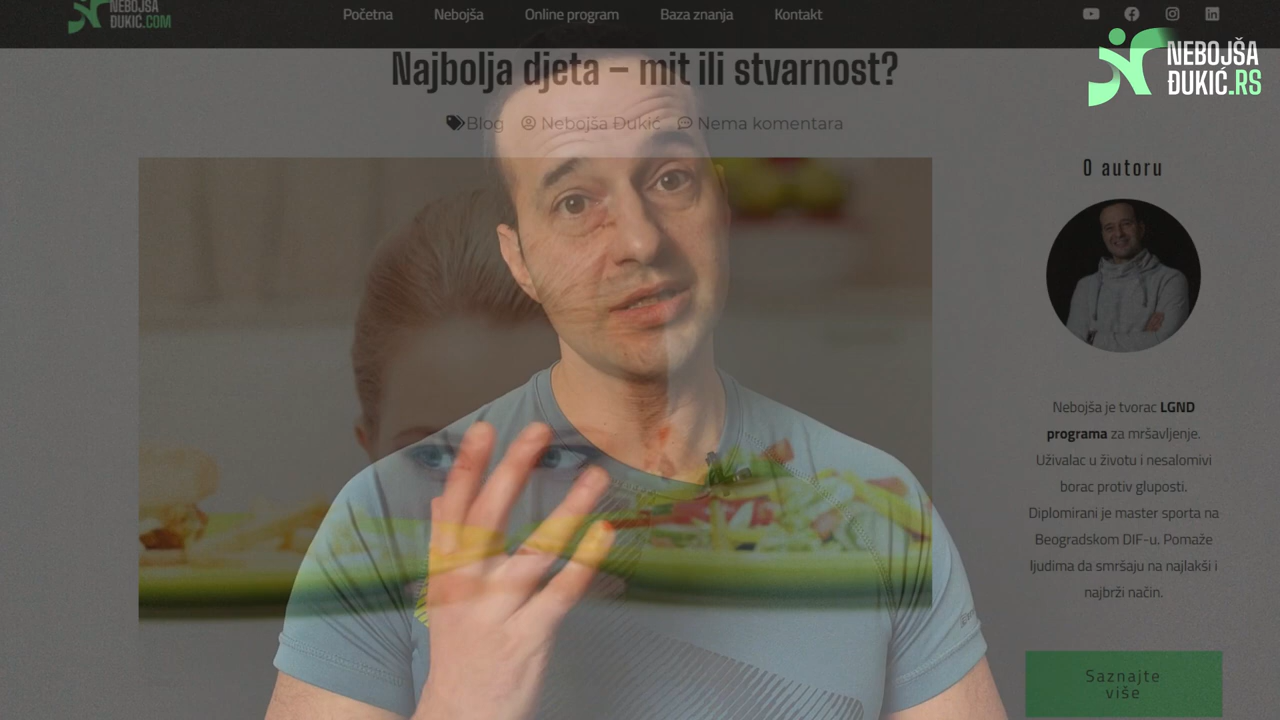 NEBOJŠA
ĐUKIĆ.COM
Početna
Nebojša
Online program
Baza znanja
Kontakt
NEBOJŠA
ĐUKIĆ.RS
Najbolja djeta – mit ili stvarnost?
Blog
Nebojša Đukić
Nema komentara
O autoru
Nebojša je tvorac LGND
programa za mršavljenje.
Uživalac u životu i nesalomivi
borac protiv gluposti.
Diplomirani je master sporta na
Beogradskom DIF-u. Pomaže
ljudima da smršaju na najlakši i
najbrži način.
Saznajte
više